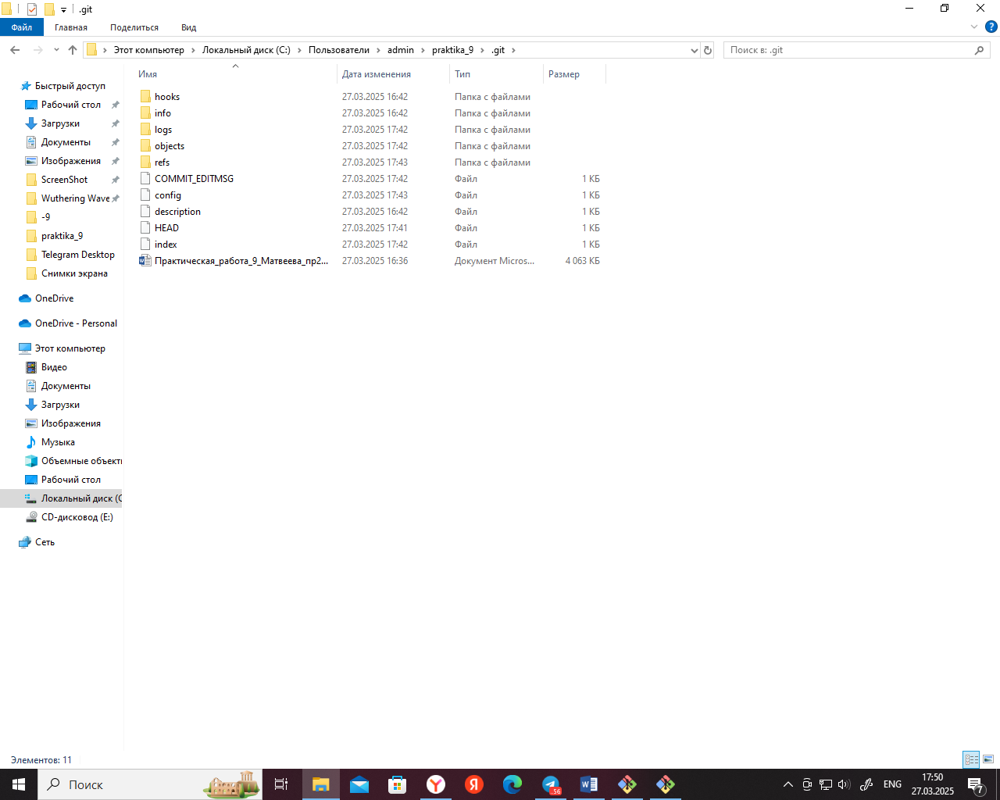 .git
Файл Главная Поделиться Вид
Этот компьютер Локальный диск (C:) Пользователи admin praktika_9 .git
Поиск в: .git
Имя Дата изменения Тип Размер
hooks 27.03.2025 16:42 Папка с файлами
info 27.03.2025 16:42 Папка с файлами
logs 27.03.2025 17:42 Папка с файлами
objects 27.03.2025 17:42 Папка с файлами
refs 27.03.2025 17:43 Папка с файлами
COMMIT_EDITMSG 27.03.2025 17:42 Файл 1 КБ
config 27.03.2025 17:43 Файл 1 КБ
description 27.03.2025 16:42 Файл 1 КБ
HEAD 27.03.2025 17:41 Файл 1 КБ
index 27.03.2025 17:42 Файл 1 КБ
Практическая_работа_9_Матвеева_пр2... 27.03.2025 16:36 Документ Micros... 4 063 КБ
Быстрый доступ
Рабочий стол
Загрузки
Документы
Изображения
ScreenShot
Wuthering Wave
-9
praktika_9
Telegram Desktop
Снимки экрана
OneDrive
OneDrive - Personal
Этот компьютер
Видео
Документы
Загрузки
Изображения
Музыка
Объемные объекты
Рабочий стол
Локальный диск (C
CD-дисковод (E:)
Сеть
Элементов: 11
Поиск
ENG
17:50
27.03.2025
7